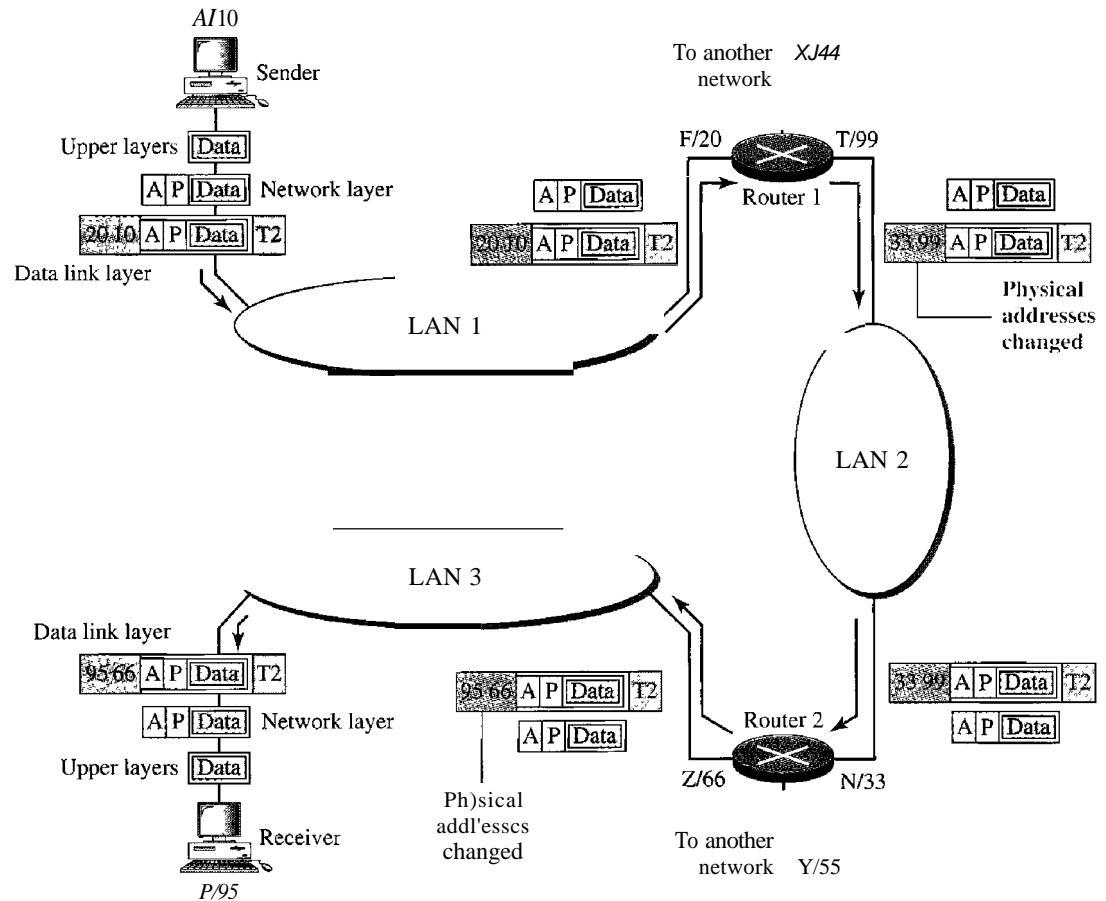 AI10
Sender
Upper layers Data
A P Data Network layer
20 10 A P Data T2
Data link layer
LAN 1
To another XJ44
network
F/20 T/99
Router 1
A P Data
20 10 A P Data T2
A P Data
33 99 A P Data T2
Physical
addresses
changed
LAN 2
LAN 3
Data link layer
95 66 A P Data T2
A P Data Network layer
Upper layers Data
Receiver
P/95
95 66 A P Data T2
A P Data
Ph)sical
addl'esscs
changed
Router 2
Z/66 N/33
To another
network Y/55
33 99 A P Data T2
A P Data